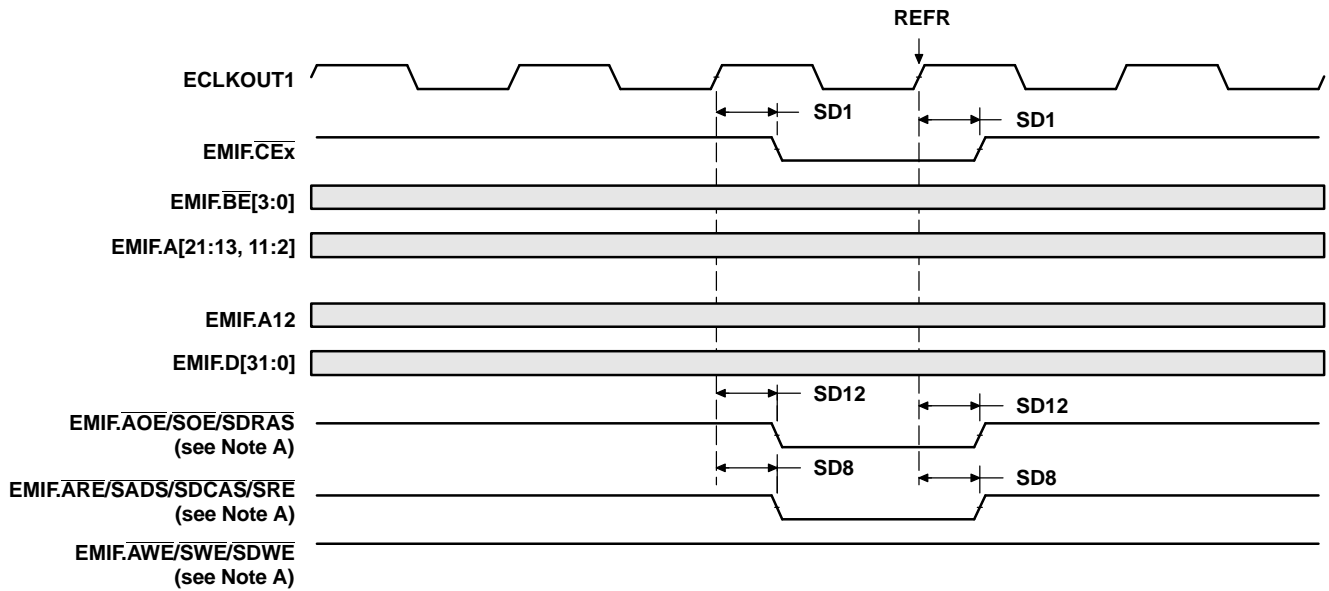 REFR
ECLKOUT1
SD1
SD1
EMIF.CEx
EMIF.BE[3:0]
EMIF.A[21:13, 11:2]
EMIF.A12
EMIF.D[31:0]
SD12
SD12
EMIF.AOE/SOE/SDRAS
(see Note A)
SD8
SD8
EMIF.ARE/SADS/SDCAS/SRE
(see Note A)
EMIF.AWE/SWE/SDWE
(see Note A)